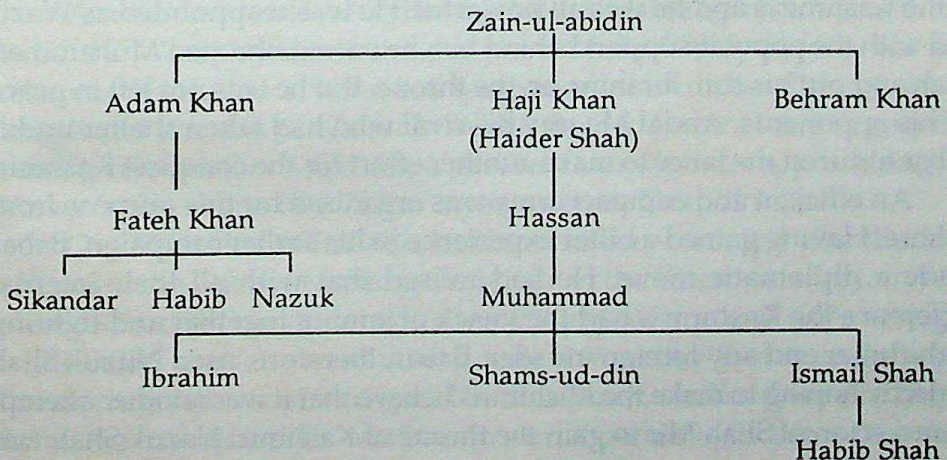 Zain-ul-abidin
Adam Khan Haji Khan Behram Khan
(Haider Shah)
Fateh Khan Hassan
Sikandar Habib Nazuk Muhammad
Ibrahim Shams-ud-din Ismail Shah
Habib Shah